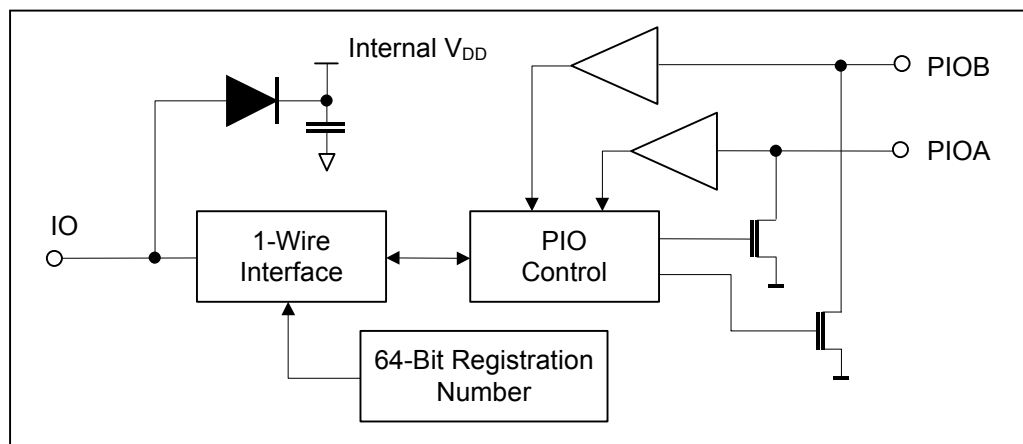 Internal VDD
PIOB
PIOA
IO
1-Wire
Interface
PIO
Control
64-Bit Registration
Number